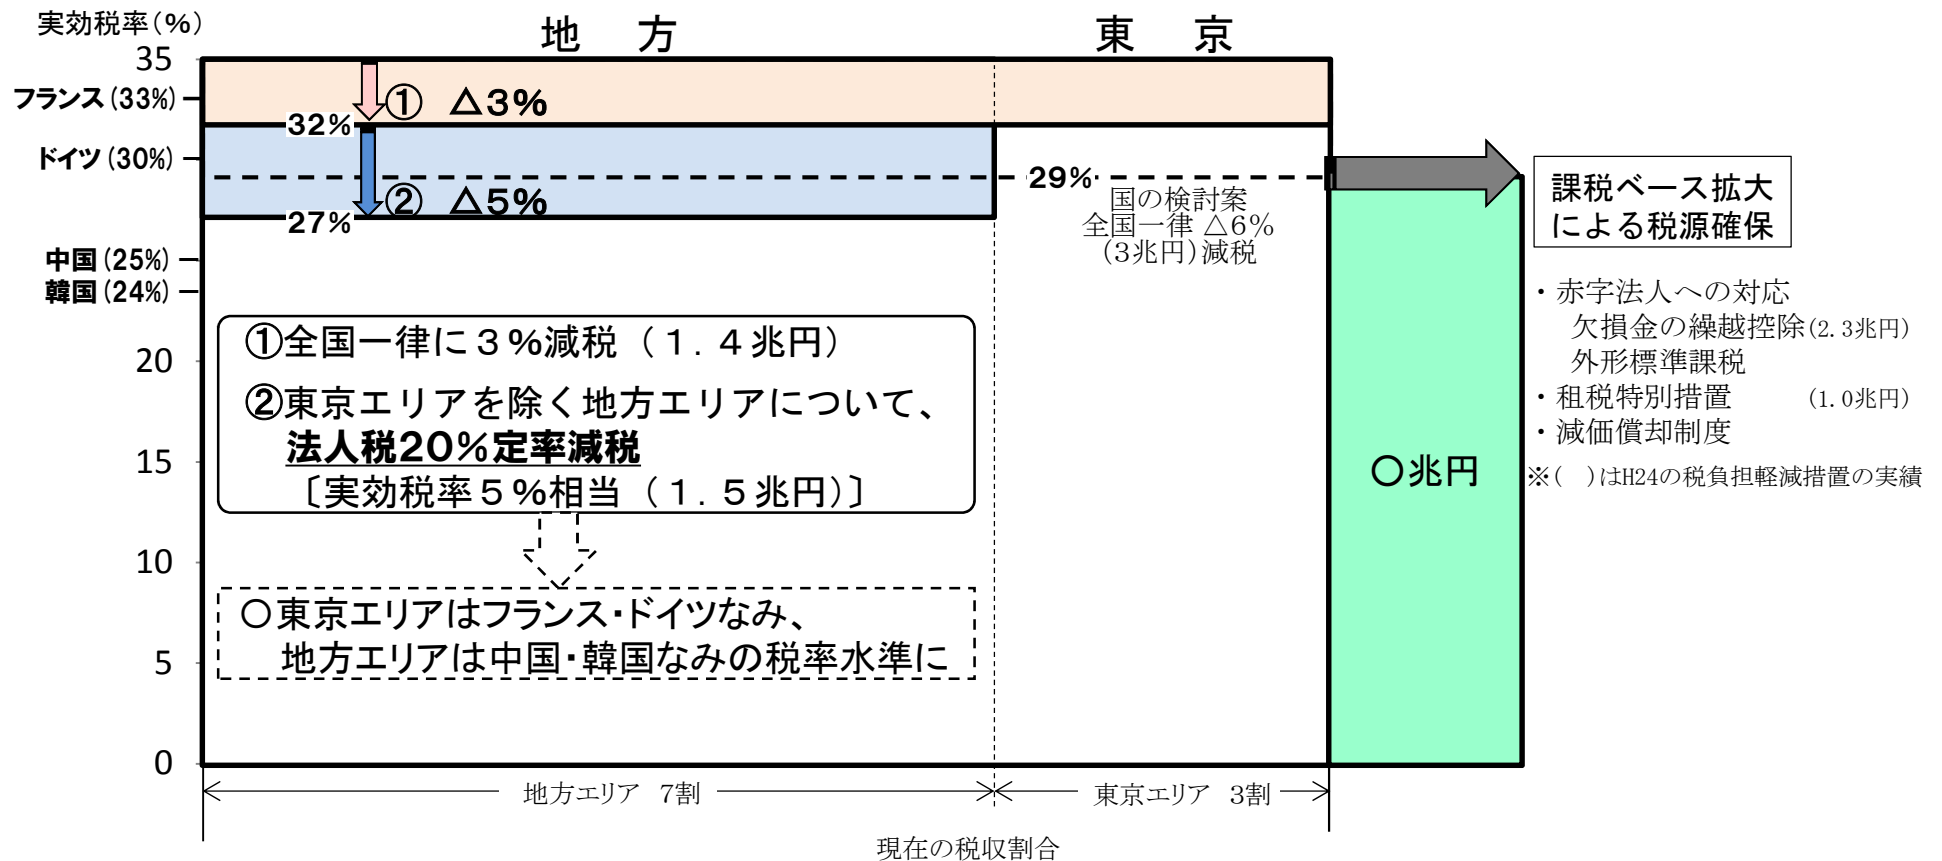 実効税率(%)
地　方
東　京
35
フランス(33%)
① △3%
32%
ドイツ(30%)
29%
② △5%
27%
国の検討案
全国一律 △6%
(3兆円)減税
中国(25%)
韓国(24%)
20
15
10
5
0
①全国一律に３%減税（１.４兆円）
②東京エリアを除く地方エリアについて、
法人税20%定率減税
〔実効税率５%相当（１.５兆円）〕
○東京エリアはフランス・ドイツなみ、
地方エリアは中国・韓国なみの税率水準に
○兆円
課税ベース拡大
による税源確保
・赤字法人への対応
欠損金の繰越控除(2.3兆円)
外形標準課税
・租税特別措置　(1.0兆円)
・減価償却制度
※(　)はH24の税負担軽減措置の実績
地方エリア　7割
東京エリア　3割
現在の税収割合